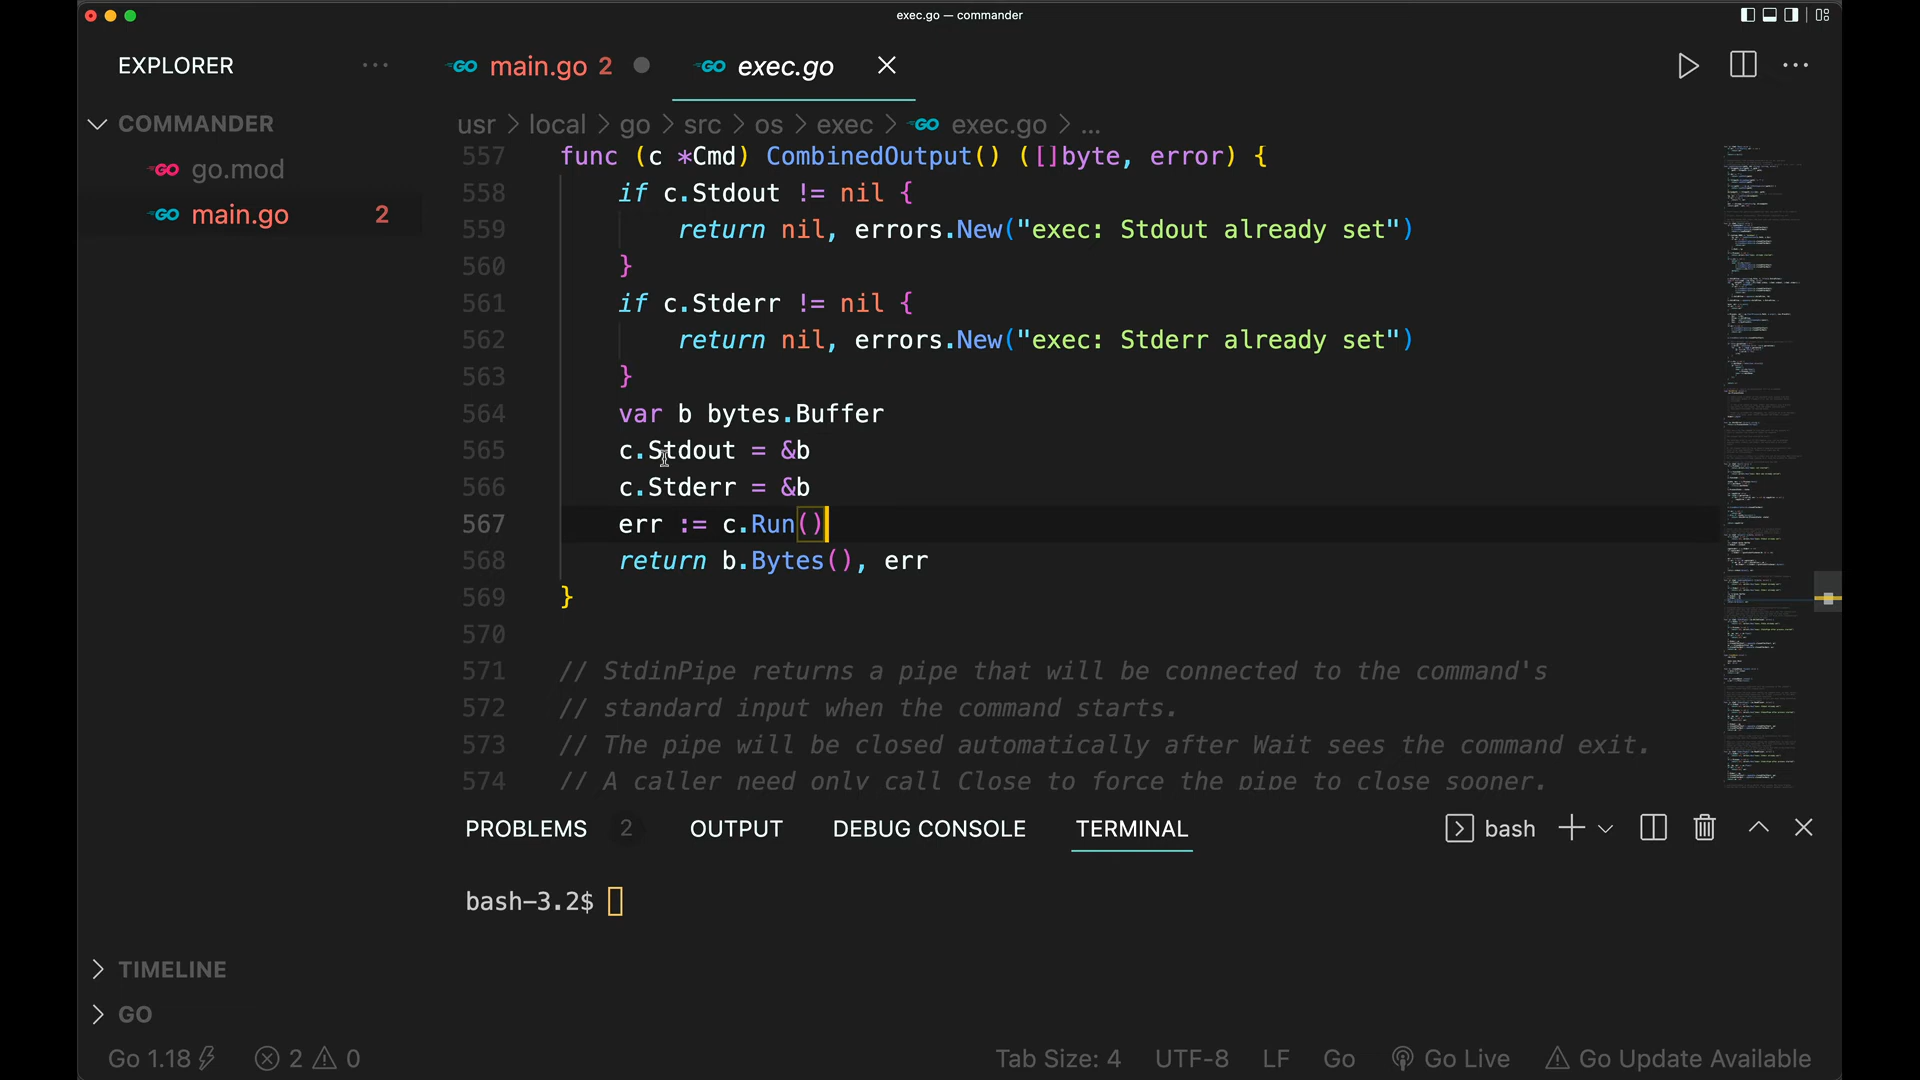 exec.go — commander
EXPLORER
main.go 2
exec.go
COMMANDER
go.mod
main.go 2
usr > local > go > src > os > exec > exec.go > ...
557 func (c *Cmd) CombinedOutput() ([]byte, error) {
558 if c.Stdout != nil {
559 return nil, errors.New("exec: Stdout already set")
560 }
561 if c.Stderr != nil {
562 return nil, errors.New("exec: Stderr already set")
563 }
564 var b bytes.Buffer
565 c.Stdout = &b
566 c.Stderr = &b
567 err := c.Run()
568 return b.Bytes(), err
569 }
570
571 // StdinPipe returns a pipe that will be connected to the command's
572 // standard input when the command starts.
573 // The pipe will be closed automatically after Wait sees the command exit.
574 // A caller need only call Close to force the pipe to close sooner.
PROBLEMS 2 OUTPUT DEBUG CONSOLE TERMINAL
bash
bash-3.2$
TIMELINE
GO
Go 1.18 2 0 Tab Size: 4 UTF-8 LF Go Go Live Go Update Available